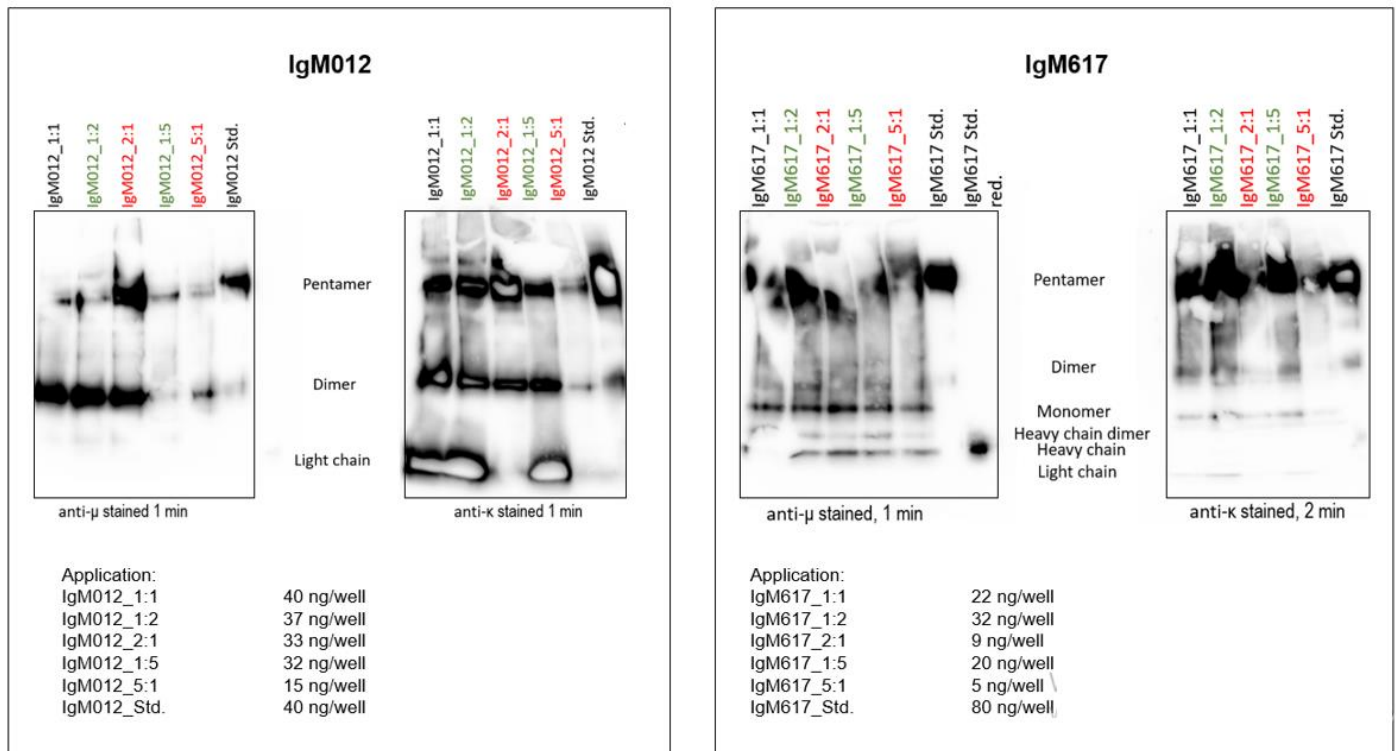 IgM012
IgM012_1:1
IgM012_1:2
IgM012_2:1
IgM012_1:5
IgM012_5:1
IgM012 Std.
IgM012_1:1
IgM012_1:2
IgM012_2:1
IgM012_1:5
IgM012_5:1
IgM012 Std.
Pentamer
Dimer
Light chain
anti-µ stained 1 min
anti-κ stained 1 min
Application:
IgM012_1:1 40 ng/well
IgM012_1:2 37 ng/well
IgM012_2:1 33 ng/well
IgM012_1:5 32 ng/well
IgM012_5:1 15 ng/well
IgM012_Std. 40 ng/well
IgM617
IgM617_1:1
IgM617_1:2
IgM617_2:1
IgM617_1:5
IgM617_5:1
IgM617 Std.
IgM617 Std.
red.
IgM617_1:1
IgM617_1:2
IgM617_2:1
IgM617_1:5
IgM617_5:1
IgM617 Std.
Pentamer
Dimer
Monomer
Heavy chain dimer
Heavy chain
Light chain
anti-µ stained, 1 min
anti-κ stained, 2 min
Application:
IgM617_1:1 22 ng/well
IgM617_1:2 32 ng/well
IgM617_2:1 9 ng/well
IgM617_1:5 20 ng/well
IgM617_5:1 5 ng/well
IgM617_Std. 80 ng/well